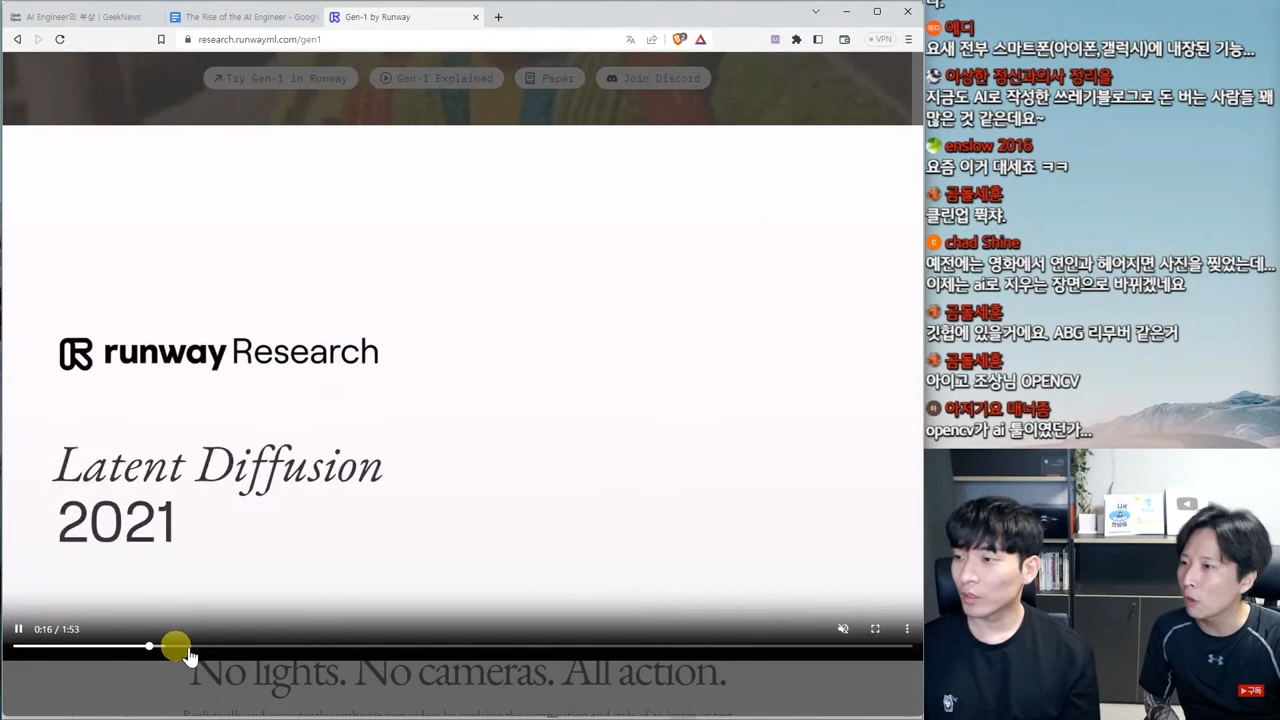 AI Engineer의 부상 | GeekNews
The Rise of the AI Engineer - Googl
Gen-1 by Runway
research.runwayml.com/gen1
VPN
Try Gen-1 in Runway
Gen-1 Explained
Paper
Join Discord
runway Research
Latent Diffusion
2021
0:16 / 1:53
No lights. No cameras. All action.
다.
에디
요새 전부 스마트폰(아이폰,갤럭시)에 내장된 기능...
이상한 정신과의사 정리올
지금도 AI로 작성한 쓰레기블로그로 돈 버는 사람들 꽤
많은 것 같은데요~
enslow 2016
요즘 이거 대세죠 ㅋㅋ
곰돌세훈
클린업 픽쟈.
chad Shine
예전에는 영화에서 연인과 헤어지면 사진을 찢었는데...
이제는 ai로 지우는 장면으로 바뀌겠네요
곰돌세훈
깃헙에 있을거에요. ABG 리무버 같은거
곰돌세훈
아이고 조상님 OPENCV
아저기요 매너좀
opencv가 ai 툴이였던가...
구독